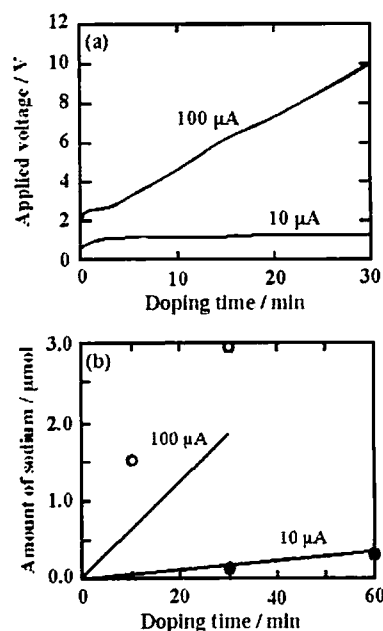 (a)
Applied voltage / V
12
10
8
6
4
2
0
100 μA
10 μA
0
10
20
30
Doping time / min
(b)
Amount of sodium / μmol
3.0
2.0
1.0
0.0
100 μA
10 μA
0
20
40
60
Doping time / min